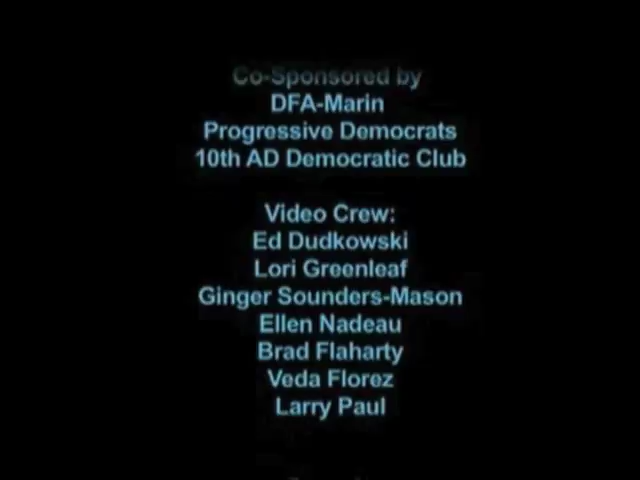 Co-Sponsored by
DFA-Marin
Progressive Democrats
10th AD Democratic Club
Video Crew:
Ed Dudkowski
Lori Greenleaf
Ginger Sounders-Mason
Ellen Nadeau
Brad Flaharty
Veda Florez
Larry Paul